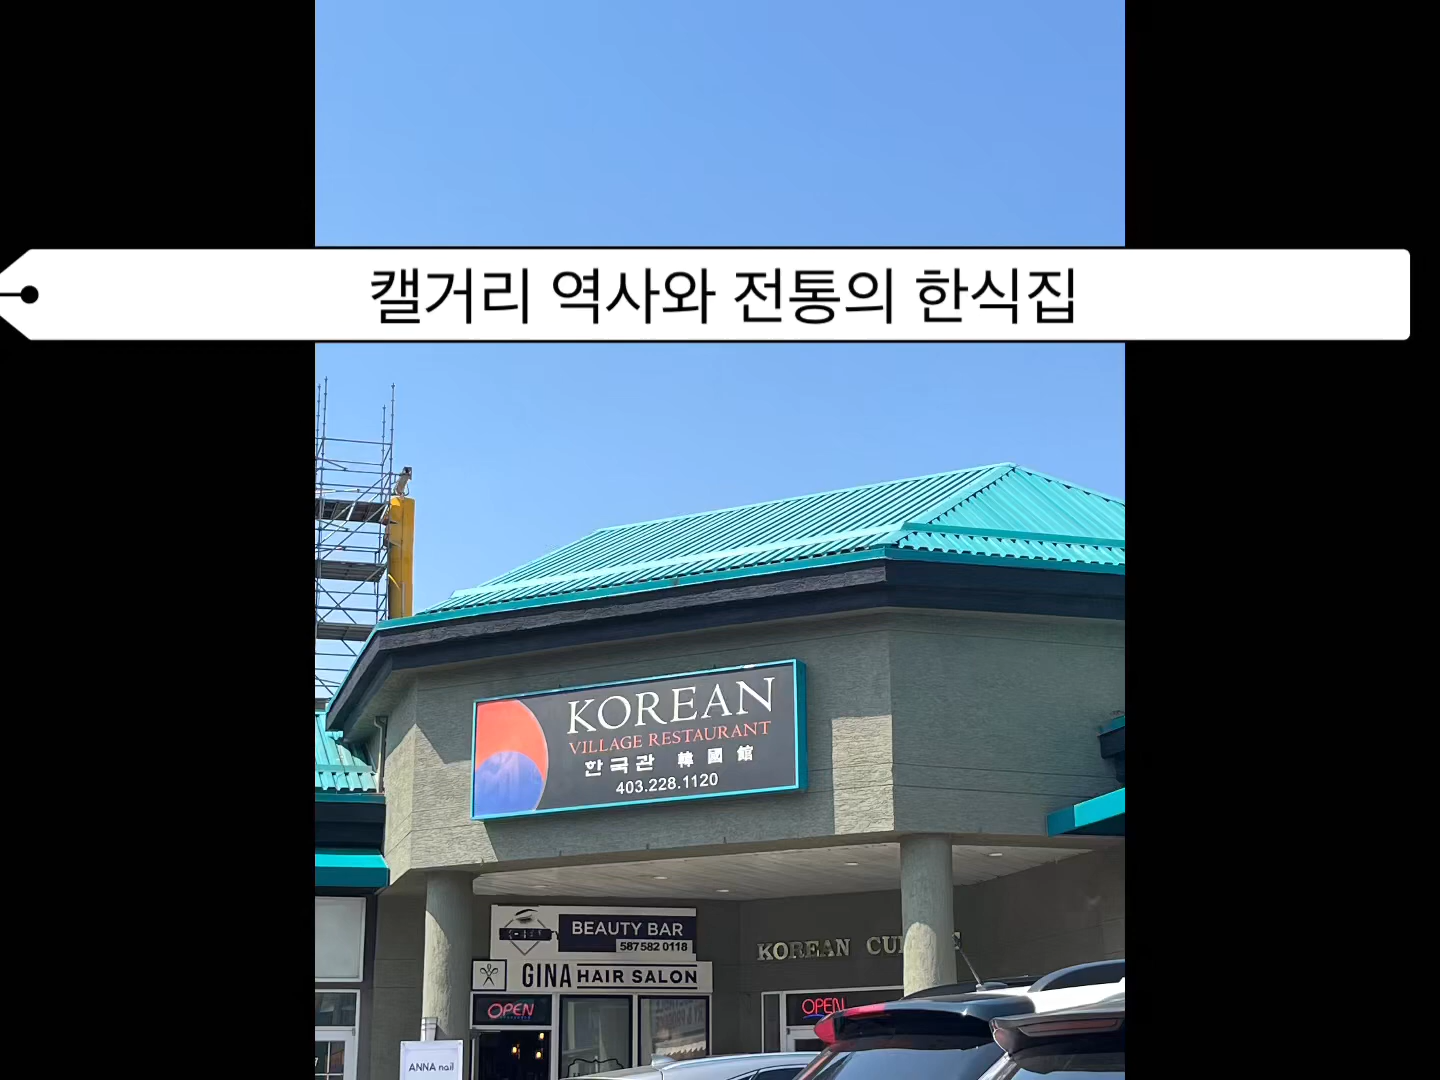 캘거리 역사와 전통의 한식집
KOREAN
VILLAGE RESTAURANT
한국관 韓國館
403.228.1120
BEAUTY BAR
587 582 0118
GINA HAIR SALON
KOREAN
OPEN
OPEN
ANNA nail